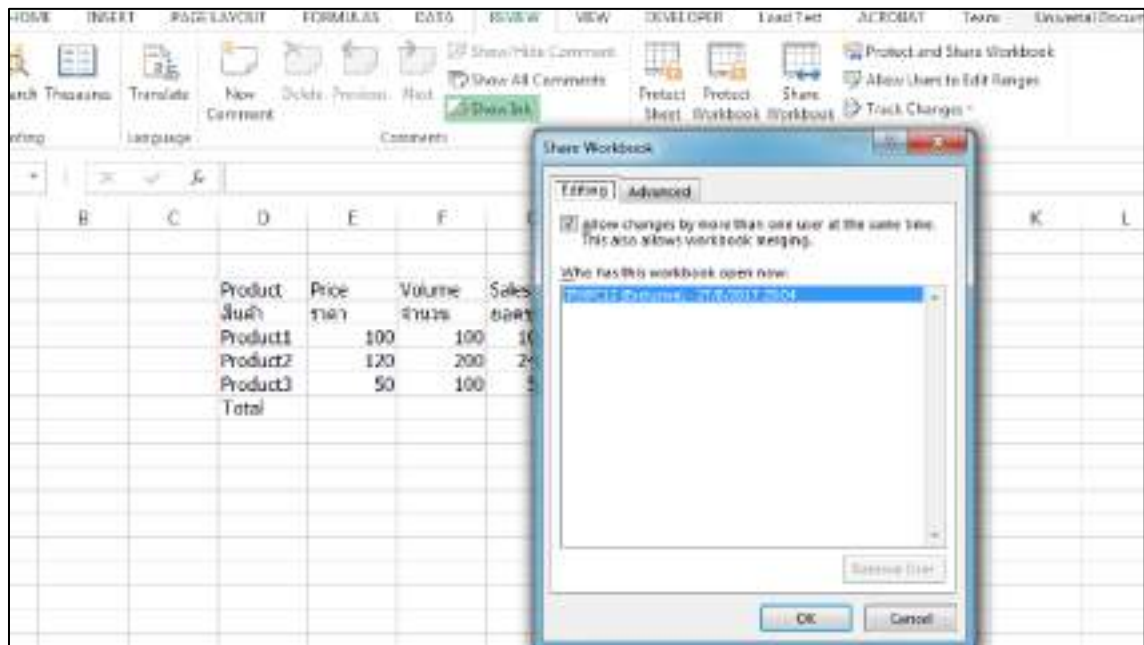 HOME INSERT PAGE LAYOUT FORMULAS DATA REVIEW VIEW DEVELOPER Load Test ACROBAT Team Universal Docum
Thesaurus Translate New Comment Delete Previous Next
Show/Hide Comment
Show All Comments
Show Ink
Protect Sheet Protect Workbook Share Workbook
Protect and Share Workbook
Allow Users to Edit Ranges
Track Changes
Language Comments
Share Workbook
Editing Advanced
Allow changes by more than one user at the same time.
This also allows workbook merging.
Who has this workbook open now:
Remove User
OK Cancel
fx
B C D E F K L
Product Price Volume Sales
สินค้า ราคา จำนวน
Product1 100 100
Product2 120 200
Product3 50 100
Total